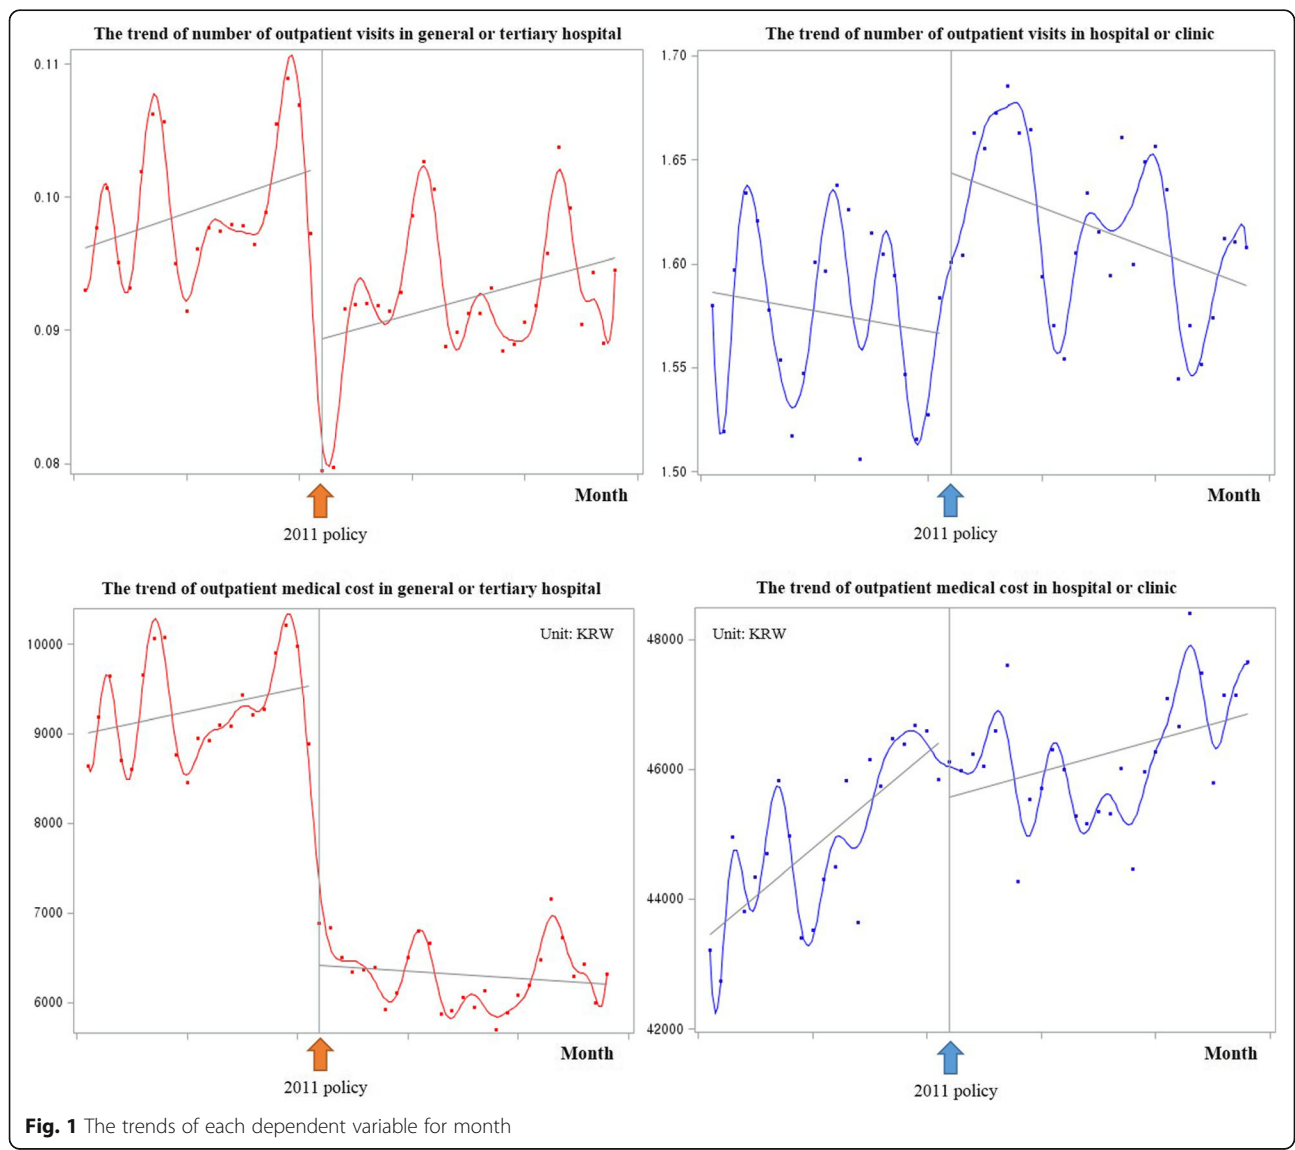 The trend of number of outpatient visits in general or tertiary hospital
0.11
0.10
0.09
0.08
Month
2011 policy
The trend of number of outpatient visits in hospital or clinic
1.70
1.65
1.60
1.55
1.50
Month
2011 policy
The trend of outpatient medical cost in general or tertiary hospital
Unit: KRW
10000
9000
8000
7000
6000
Month
2011 policy
The trend of outpatient medical cost in hospital or clinic
Unit: KRW
48000
46000
44000
42000
Month
2011 policy
Fig. 1 The trends of each dependent variable for month